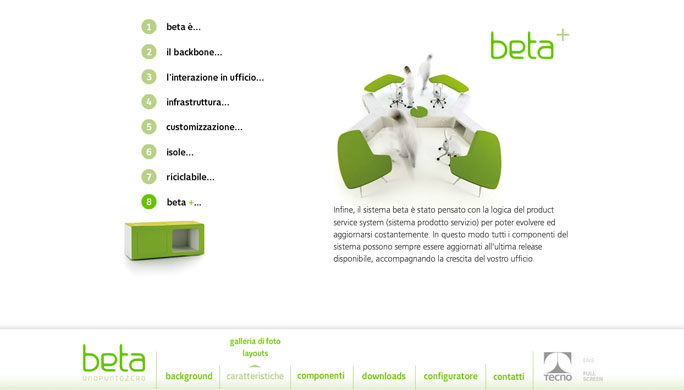 1 beta è...
2 il backbone...
3 l'interazione in ufficio...
4 infrastruttura...
5 customizzazione...
6 isole...
7 riciclabile...
8 beta +...
beta+
Infine, il sistema beta è stato pensato con la logica del product
service system (sistema prodotto servizio) per poter evolvere ed
aggiornarsi costantemente. In questo modo tutti i componenti del
sistema possono sempre essere aggiornati all'ultima release
disponibile, accompagnando la crescita del vostro ufficio.
beta
UNOPUNTOZERO
galleria di foto
layouts
background
caratteristiche
componenti
downloads
configuratore
contatti
TECNO
ENG
FULL
SCREEN